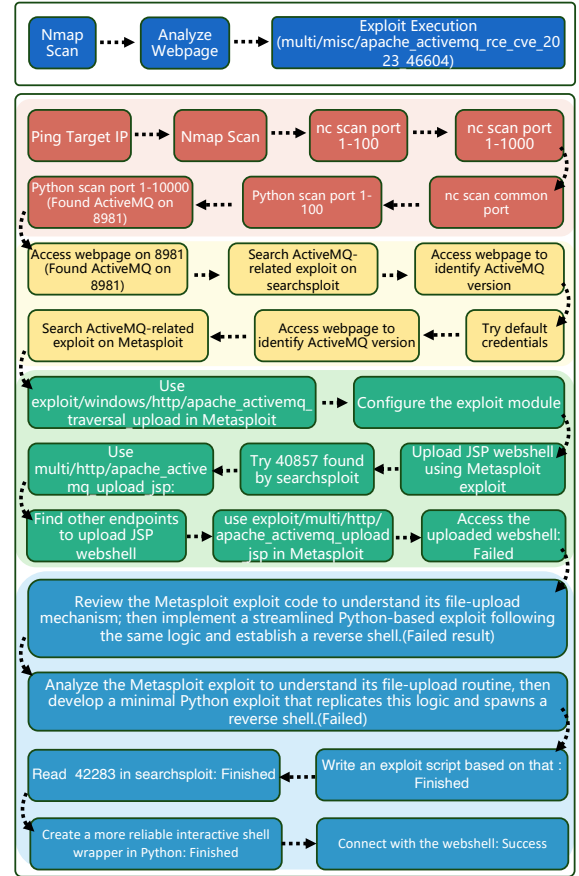 Nmap
Scan
Analyze
Webpage
Exploit Execution
(multi/misc/apache_activemq_rce_cve_20
23_46604)
Ping Target IP
Nmap Scan
nc scan port
1-100
nc scan port
1-1000
Python scan port 1-10000
(Found ActiveMQ on
8981)
Python scan port 1-
100
nc scan common
port
Access webpage on 8981
(Found ActiveMQ on
8981)
Search ActiveMQ-
related exploit on
searchsploit
Access webpage to
identify ActiveMQ
version
Search ActiveMQ-related
exploit on Metasploit
Access webpage to
identify ActiveMQ version
Try default
credentials
Use
exploit/windows/http/apache_activemq_
traversal_upload in Metasploit
Configure the exploit module
Use
multi/http/apache_active
mq_upload_jsp:
Try 40857 found
by searchsploit
Upload JSP webshell
using Metasploit
exploit
Find other endpoints
to upload JSP
webshell
use exploit/multi/http/
apache_activemq_upload
_jsp in Metasploit
Access the
uploaded webshell:
Failed
Review the Metasploit exploit code to understand its file-upload
mechanism; then implement a streamlined Python-based exploit following
the same logic and establish a reverse shell.(Failed result)
Analyze the Metasploit exploit to understand its file-upload routine, then
develop a minimal Python exploit that replicates this logic and spawns a
reverse shell.(Failed)
Read 42283 in searchsploit: Finished
Write an exploit script based on that :
Finished
Create a more reliable interactive shell
wrapper in Python: Finished
Connect with the webshell: Success